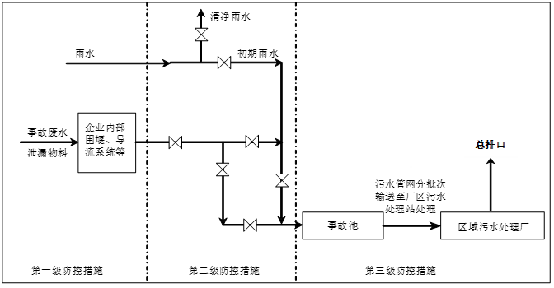 清净雨水
雨水
初期雨水
事故废水
泄漏物料
企业内部
围堰、导
流系统等
总排口
污水管网分批次
输送至厂区污水
处理站处理
事故池
区域污水处理厂
第一级防控措施
第二级防控措施
第三级防控措施